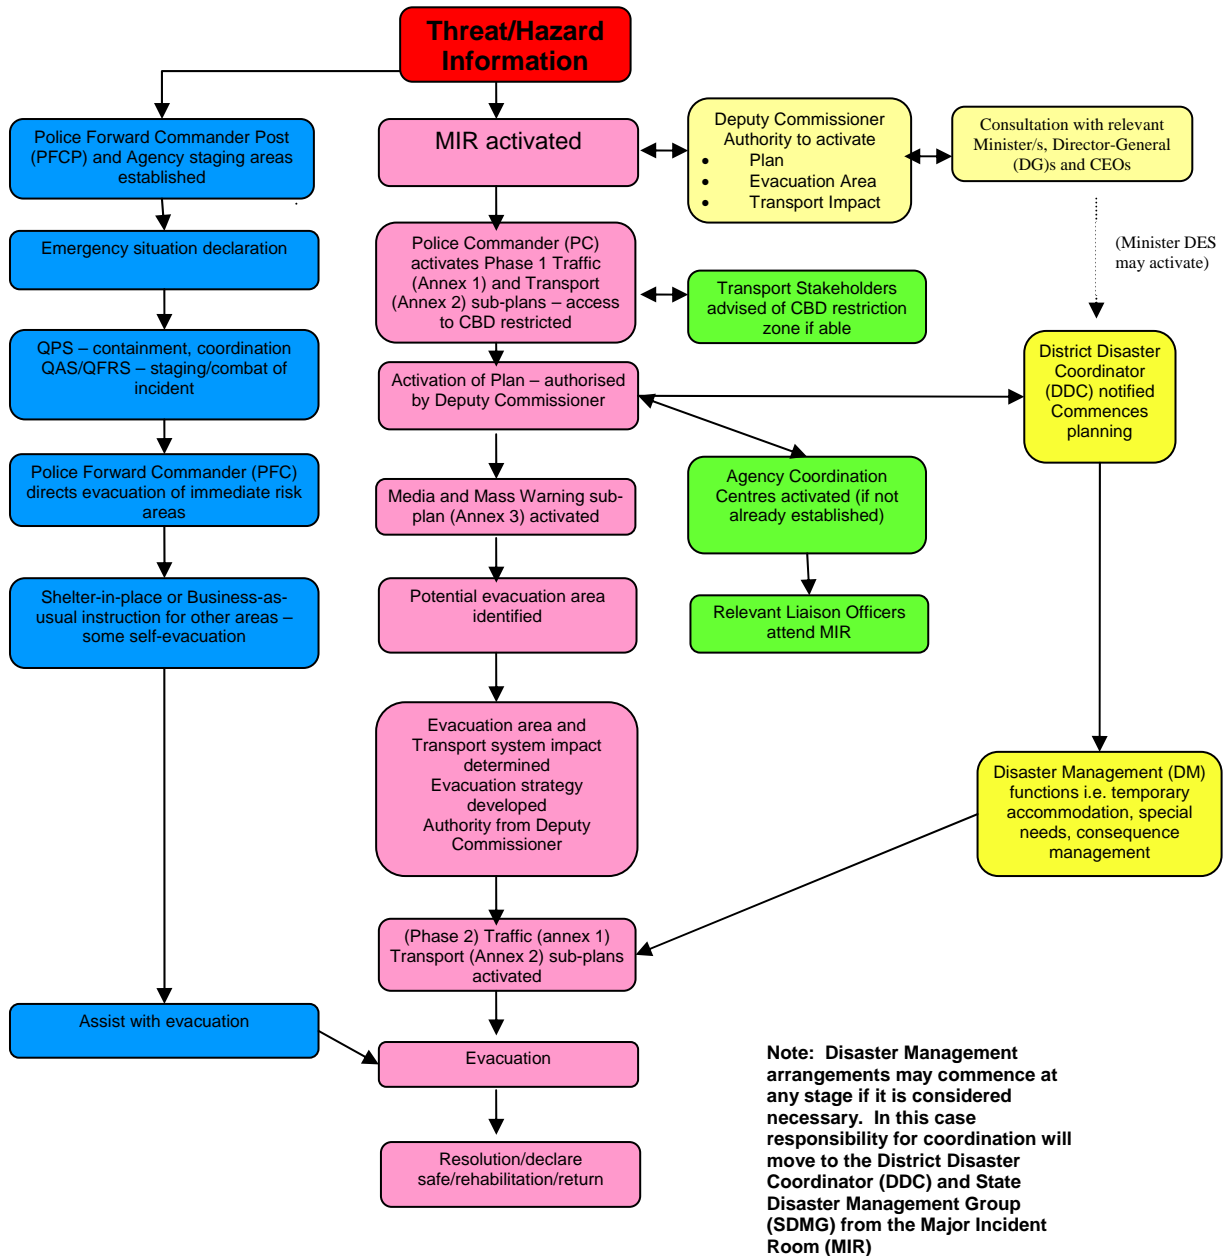 Threat/Hazard
Information
Police Forward Commander Post
(PFCP) and Agency staging areas
established
.
Emergency situation declaration
QPS – containment, coordination
QAS/QFRS – staging/combat of
incident
Police Forward Commander (PFC)
directs evacuation of immediate risk
areas
Shelter-in-place or Business-as-
usual instruction for other areas –
some self-evacuation
Assist with evacuation
MIR activated
Police Commander (PC)
activates Phase 1 Traffic
(Annex 1) and Transport
(Annex 2) sub-plans – access
to CBD restricted
Activation of Plan – authorised
by Deputy Commissioner
Media and Mass Warning sub-
plan (Annex 3) activated
Potential evacuation area
identified
Evacuation area and
Transport system impact
determined
Evacuation strategy
developed
Authority from Deputy
Commissioner
(Phase 2) Traffic (annex 1)
Transport (Annex 2) sub-plans
activated
Evacuation
Resolution/declare
safe/rehabilitation/return
Deputy Commissioner
Authority to activate
• Plan
• Evacuation Area
• Transport Impact
Transport Stakeholders
advised of CBD restriction
zone if able
Agency Coordination
Centres activated (if not
already established)
Relevant Liaison Officers
attend MIR
Consultation with relevant
Minister/s, Director-General
(DG)s and CEOs
(Minister DES
may activate)
District Disaster
Coordinator
(DDC) notified
Commences
planning
Disaster Management (DM)
functions i.e. temporary
accommodation, special
needs, consequence
management
Note: Disaster Management
arrangements may commence at
any stage if it is considered
necessary. In this case
responsibility for coordination will
move to the District Disaster
Coordinator (DDC) and State
Disaster Management Group
(SDMG) from the Major Incident
Room (MIR)